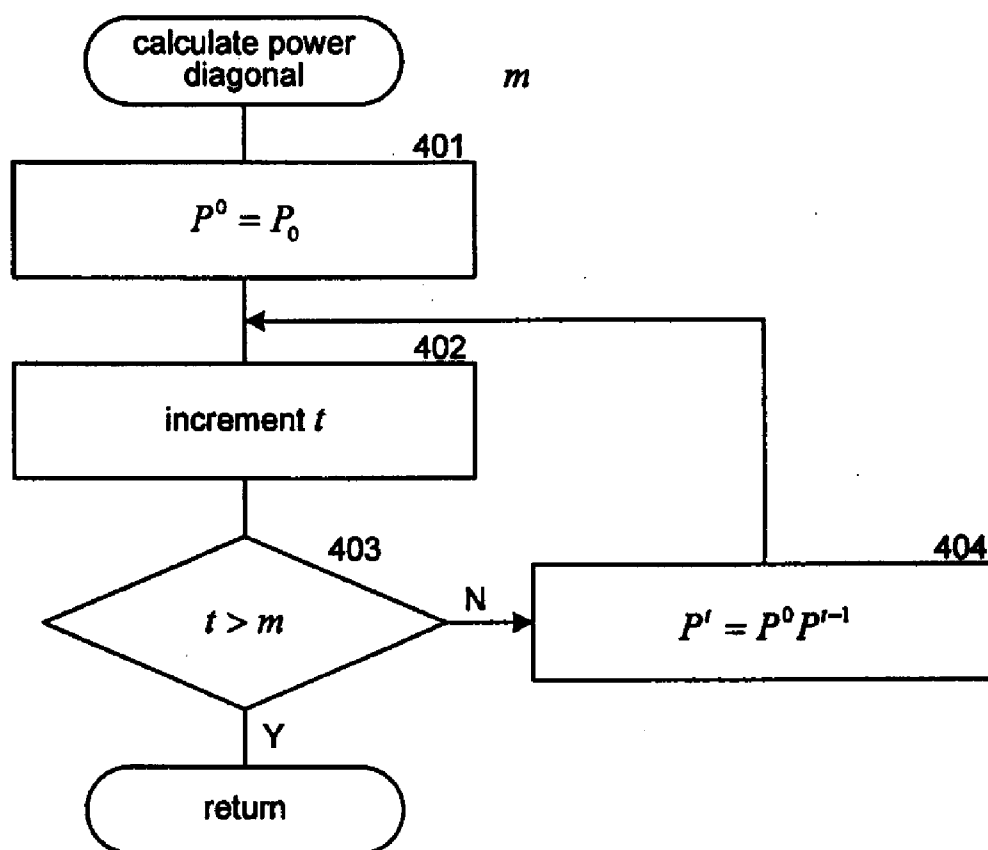 calculate power
diagonal
m
401
P⁰ = P₀
402
increment t
403
t > m
N
404
Pᵗ = P⁰Pᵗ⁻¹
Y
return